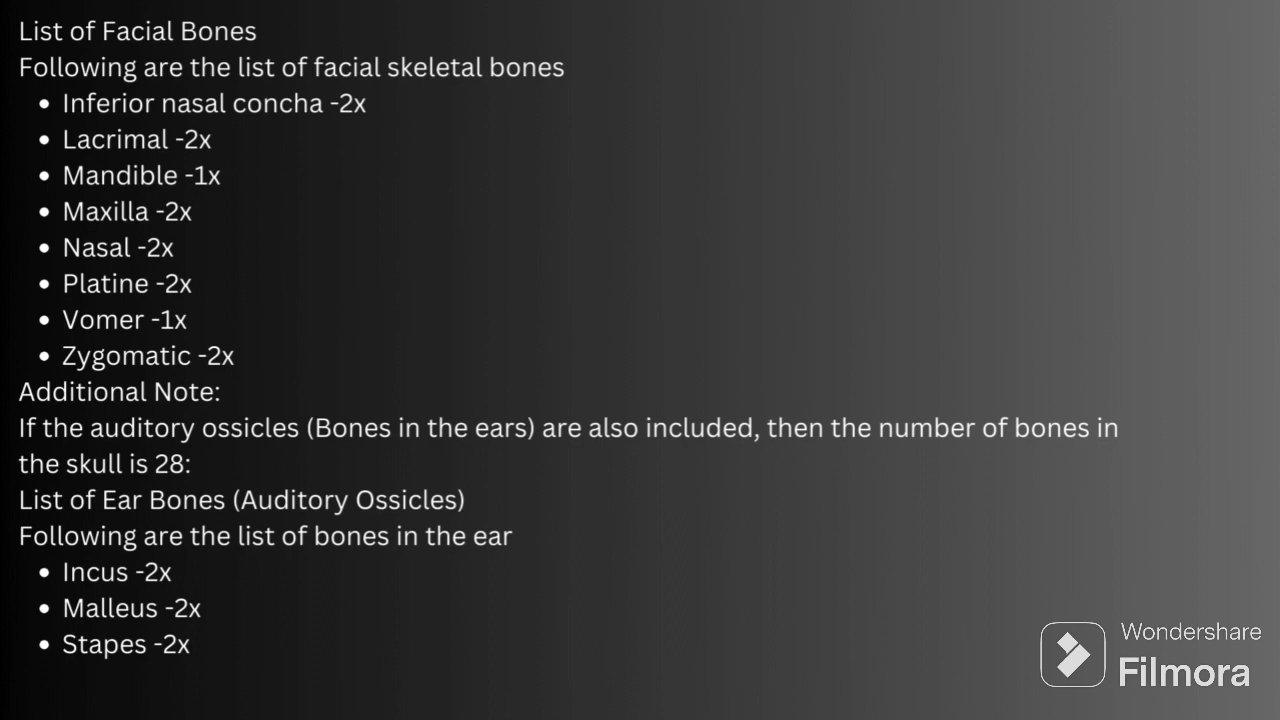 List of Facial Bones
Following are the list of facial skeletal bones
• Inferior nasal concha -2x
• Lacrimal -2x
• Mandible -1x
• Maxilla -2x
• Nasal -2x
• Platine -2x
• Vomer -1x
• Zygomatic -2x
Additional Note:
If the auditory ossicles (Bones in the ears) are also included, then the number of bones in
the skull is 28:
List of Ear Bones (Auditory Ossicles)
Following are the list of bones in the ear
• Incus -2x
• Malleus -2x
• Stapes -2x
Wondershare
Filmora